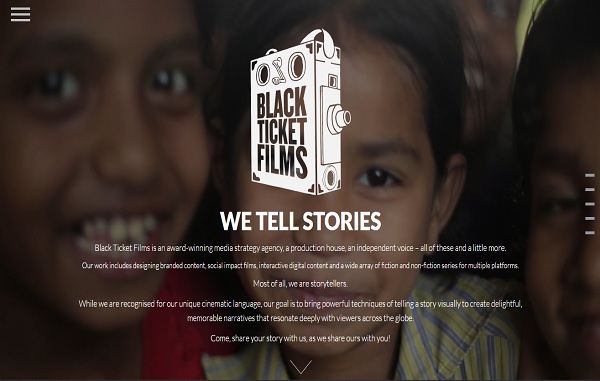 BLACK
TICKET
FILMS
WE TELL STORIES
Black Ticket Films is an award-winning media strategy agency, a production house, an independent voice – all of these and a little more.
Our work includes designing branded content, social impact films, interactive digital content and a wide array of fiction and non-fiction series for multiple platforms.
Most of all, we are storytellers.
While we are recognised for our unique cinematic language, our goal is to bring powerful techniques of telling a story visually to create delightful,
memorable narratives that resonate deeply with viewers across the globe.
Come, share your story with us, as we share ours with you!